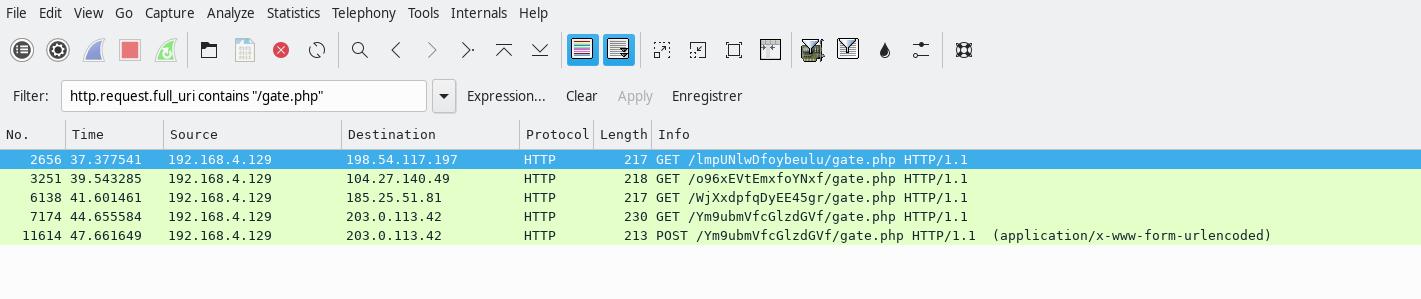 File Edit View Go Capture Analyze Statistics Telephony Tools Internals Help
Filter: http.request.full_uri contains "/gate.php" Expression... Clear Apply Enregistrer
No. Time Source Destination Protocol Length Info
2656 37.377541 192.168.4.129 198.54.117.197 HTTP 217 GET /lmpUNlwDfoybeulu/gate.php HTTP/1.1
3251 39.543285 192.168.4.129 104.27.140.49 HTTP 218 GET /o96xEVtEmxfoYNxf/gate.php HTTP/1.1
6138 41.601461 192.168.4.129 185.25.51.81 HTTP 217 GET /WjXxdpfqDyEE45gr/gate.php HTTP/1.1
7174 44.655584 192.168.4.129 203.0.113.42 HTTP 230 GET /Ym9ubmVfcGlzdGVf/gate.php HTTP/1.1
11614 47.661649 192.168.4.129 203.0.113.42 HTTP 213 POST /Ym9ubmVfcGlzdGVf/gate.php HTTP/1.1 (application/x-www-form-urlencoded)